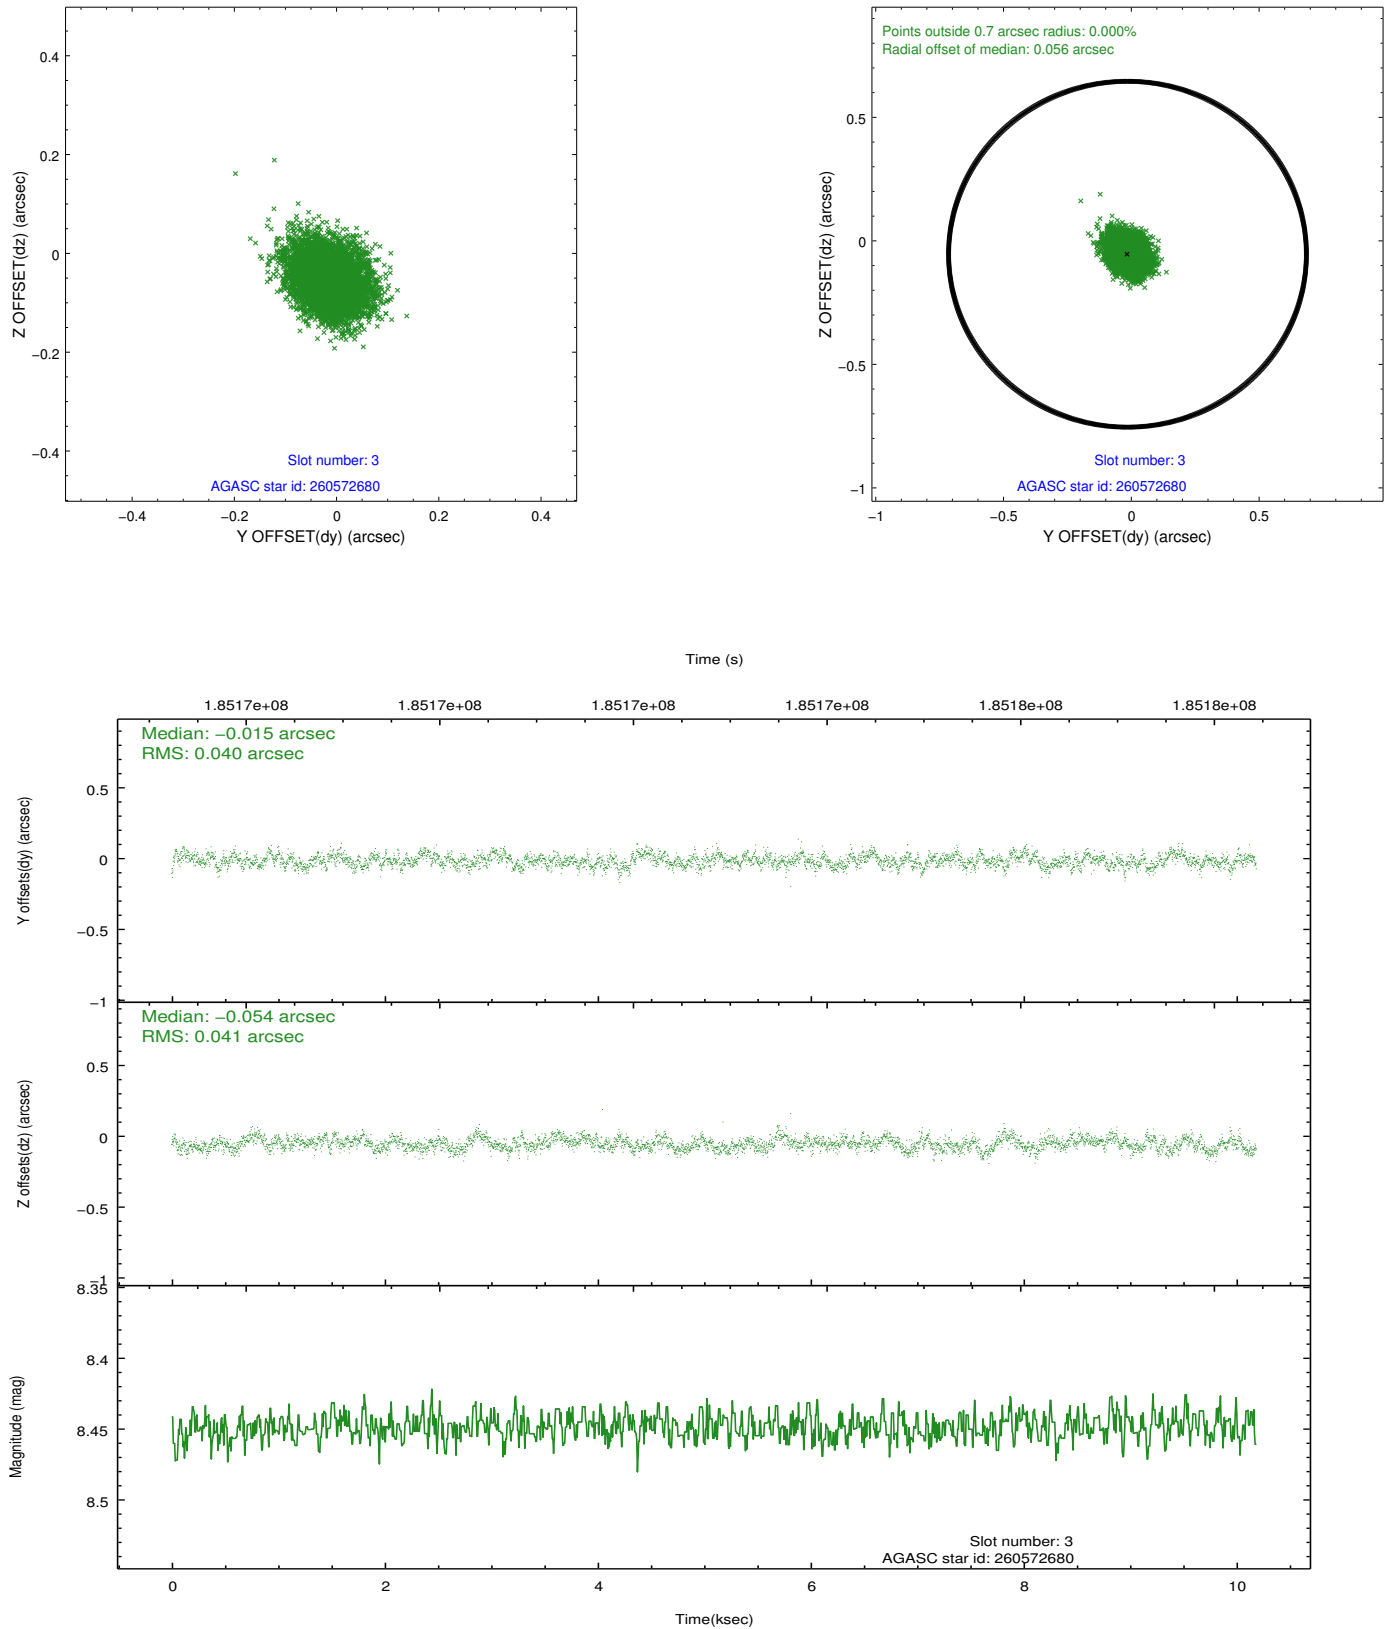 0.4
0.2
0
−0.2
−0.4
Z OFFSET(dz) (arcsec)
Slot number: 3
AGASC star id: 260572680
−0.4
−0.2
0
0.2
0.4
Y OFFSET(dy) (arcsec)
Points outside 0.7 arcsec radius: 0.000%
Radial offset of median: 0.056 arcsec
0.5
0
−0.5
−1
Z OFFSET(dz) (arcsec)
Slot number: 3
AGASC star id: 260572680
−1
−0.5
0
0.5
Y OFFSET(dy) (arcsec)
Time (s)
1.8517e+08
1.8517e+08
1.8517e+08
1.8517e+08
1.8518e+08
1.8518e+08
Median: −0.015 arcsec
RMS: 0.040 arcsec
0.5
0
−0.5
−1
Y offsets(dy) (arcsec)
Median: −0.054 arcsec
RMS: 0.041 arcsec
0.5
0
−0.5
−1
Z offsets(dz) (arcsec)
8.35
8.4
8.45
8.5
Magnitude (mag)
Slot number: 3
AGASC star id: 260572680
0
2
4
6
8
10
Time(ksec)